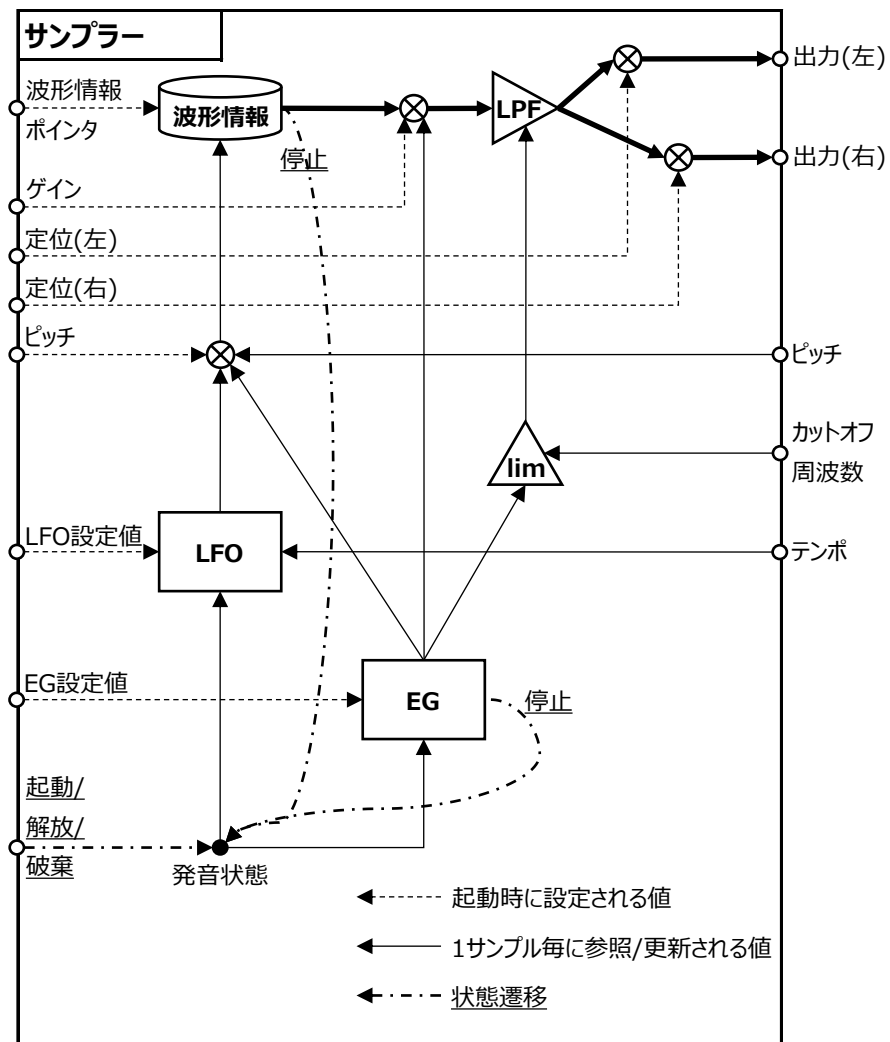 サンプラー
出力(左)
波形情報
ポインタ
波形情報
LPF
停止
出力(右)
ゲイン
定位(左)
定位(右)
ピッチ
ピッチ
カットオフ
周波数
lim
LFO設定値
LFO
テンポ
EG設定値
EG
停止
起動/
解放/
破棄
発音状態
起動時に設定される値
1サンプル毎に参照/更新される値
状態遷移